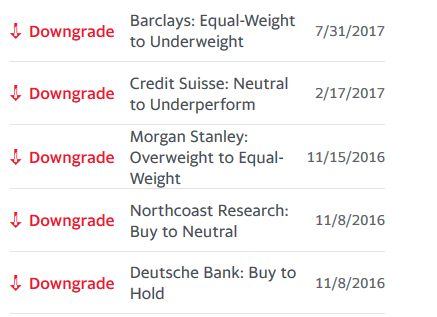 Downgrade
Barclays: Equal-Weight
to Underweight
7/31/2017
Downgrade
Credit Suisse: Neutral
to Underperform
2/17/2017
Downgrade
Morgan Stanley:
Overweight to Equal-
Weight
11/15/2016
Downgrade
Northcoast Research:
Buy to Neutral
11/8/2016
Downgrade
Deutsche Bank: Buy to
Hold
11/8/2016